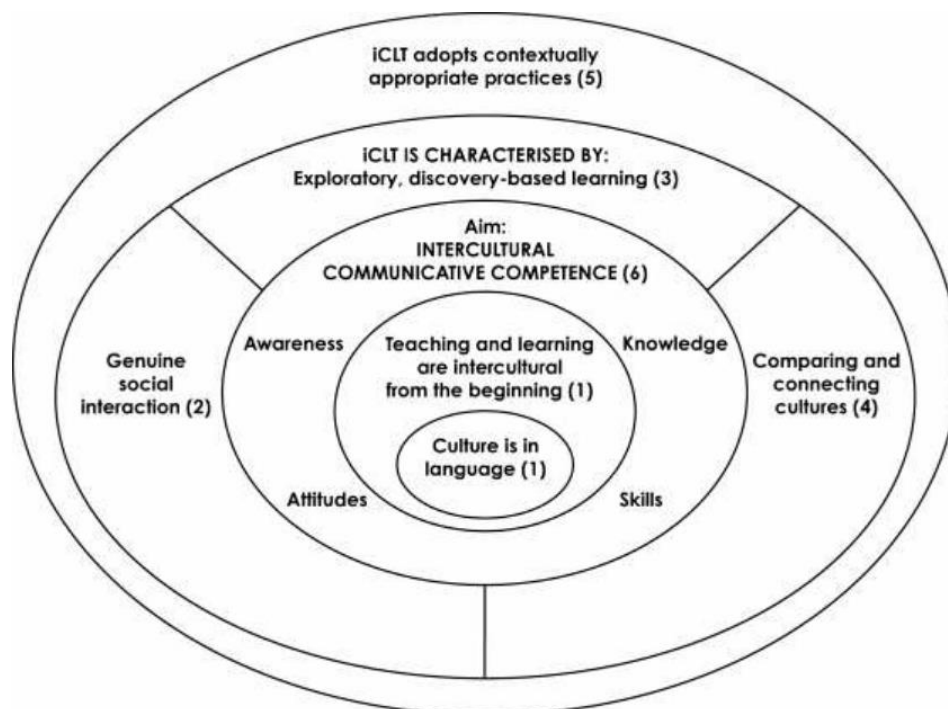 iCLT adopts contextually
appropriate practices (5)
iCLT IS CHARACTERISED BY:
Exploratory, discovery-based learning (3)
Aim:
INTERCULTURAL
COMMUNICATIVE COMPETENCE (6)
Awareness
Knowledge
Teaching and learning
are intercultural
from the beginning (1)
Genuine
social
interaction (2)
Comparing and
connecting
cultures (4)
Culture is in
language (1)
Attitudes
Skills